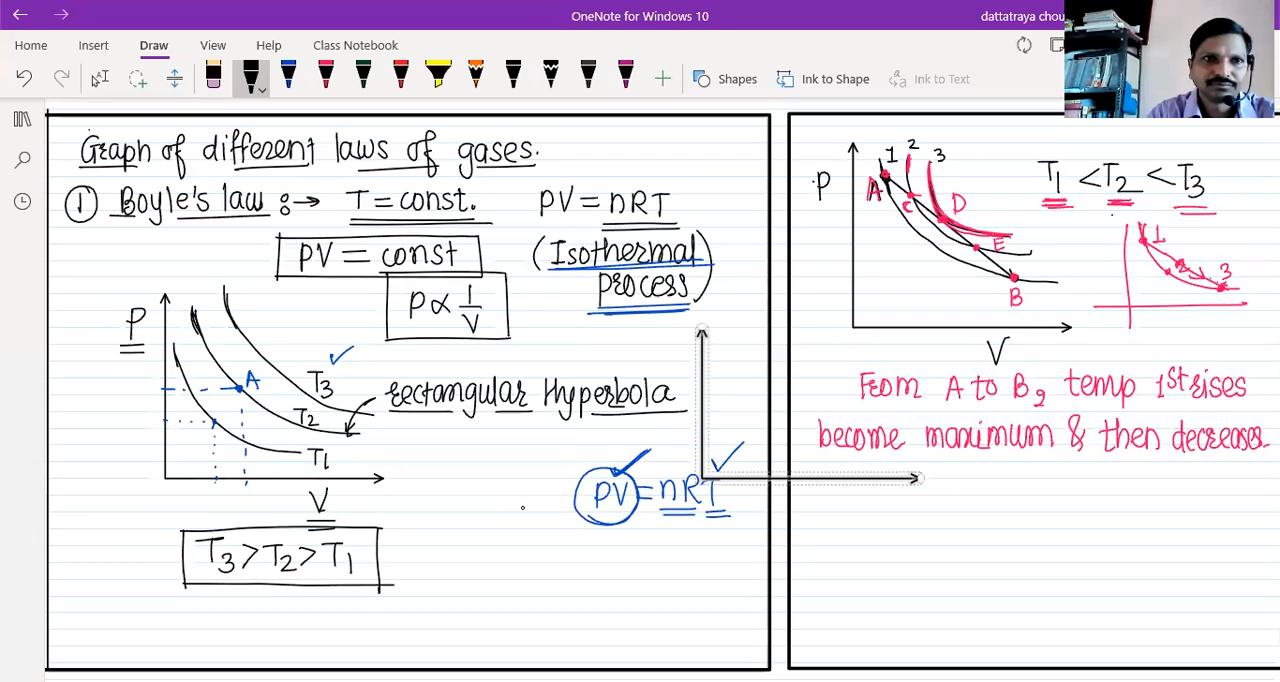 OneNote for Windows 10
dattatraya chou
Home Insert Draw View Help Class Notebook
Shapes Ink to Shape Ink to Text
Graph of different laws of gases.
① Boyle's law :→ T = const. PV = nRT
PV = const (Isothermal process)
P ∝ 1/V
P
A
T3
T2
T1
V
rectangular Hyperbola
PV = nRT
T3 > T2 > T1
P
1 2 3
A C D E B
V
T1 < T2 < T3
1 2 3
From A to B, temp 1st rises
become maximum & then decreases.